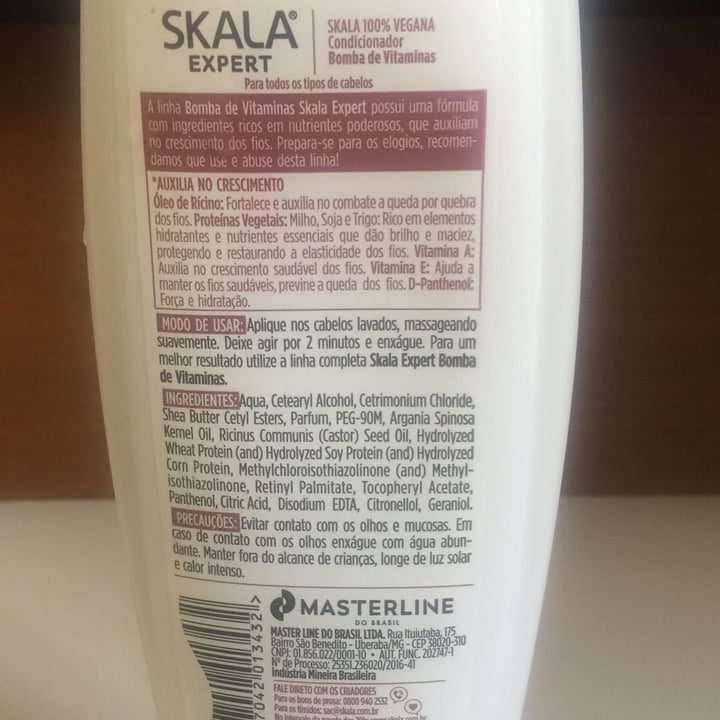 SKALA®
EXPERT
SKALA 100% VEGANA
Condicionador
Bomba de Vitaminas
Para todos os tipos de cabelos
A linha Bomba de Vitaminas Skala Expert possui uma fórmula
com ingredientes ricos em nutrientes poderosos, que auxiliam
no crescimento dos fios. Prepara-se para os elogios, recomen-
damos que use e abuse desta linha!
*AUXILIA NO CRESCIMENTO
Óleo de Rícino: Fortalece e auxilia no combate a queda por quebra
dos fios. Proteínas Vegetais: Milho, Soja e Trigo: Rico em elementos
hidratantes e nutrientes essenciais que dão brilho e maciez,
protegendo e restaurando a elasticidade dos fios. Vitamina A:
Auxilia no crescimento saudável dos fios. Vitamina E: Ajuda a
manter os fios saudáveis, previne a queda dos fios. D-Panthenol:
Força e hidratação.
MODO DE USAR: Aplique nos cabelos lavados, massageando
suavemente. Deixe agir por 2 minutos e enxágue. Para um
melhor resultado utilize a linha completa Skala Expert Bomba
de Vitaminas.
INGREDIENTES: Aqua, Cetearyl Alcohol, Cetrimonium Chloride,
Shea Butter Cetyl Esters, Parfum, PEG-90M, Argania Spinosa
Kernel Oil, Ricinus Communis (Castor) Seed Oil, Hydrolyzed
Wheat Protein (and) Hydrolyzed Soy Protein (and) Hydrolyzed
Corn Protein, Methylchloroisothiazolinone (and) Methyl-
isothiazolinone, Retinyl Palmitate, Tocopheryl Acetate,
Panthenol, Citric Acid, Disodium EDTA, Citronellol, Geraniol.
PRECAUÇÕES: Evitar contato com os olhos e mucosas. Em
caso de contato com os olhos enxágue com água abun-
dante. Manter fora do alcance de crianças, longe de luz solar
e calor intenso.
7042 013432
MASTERLINE
DO BRASIL
MASTER LINE DO BRASIL LTDA. Rua Ituiutaba, 175
Bairro São Benedito - Uberaba/MG - CEP 38020-310
CNPJ: 01.856.022/0001-10 • AUT. FUNC. 202747-1
Nº de Processo: 25351.236020/2016-41
Indústria Mineira Brasileira
FALE DIRETO COM OS CRIADORES
Para os bons de prosa: 0800 940 2532
Para os tímidos: sac@skala.com.br